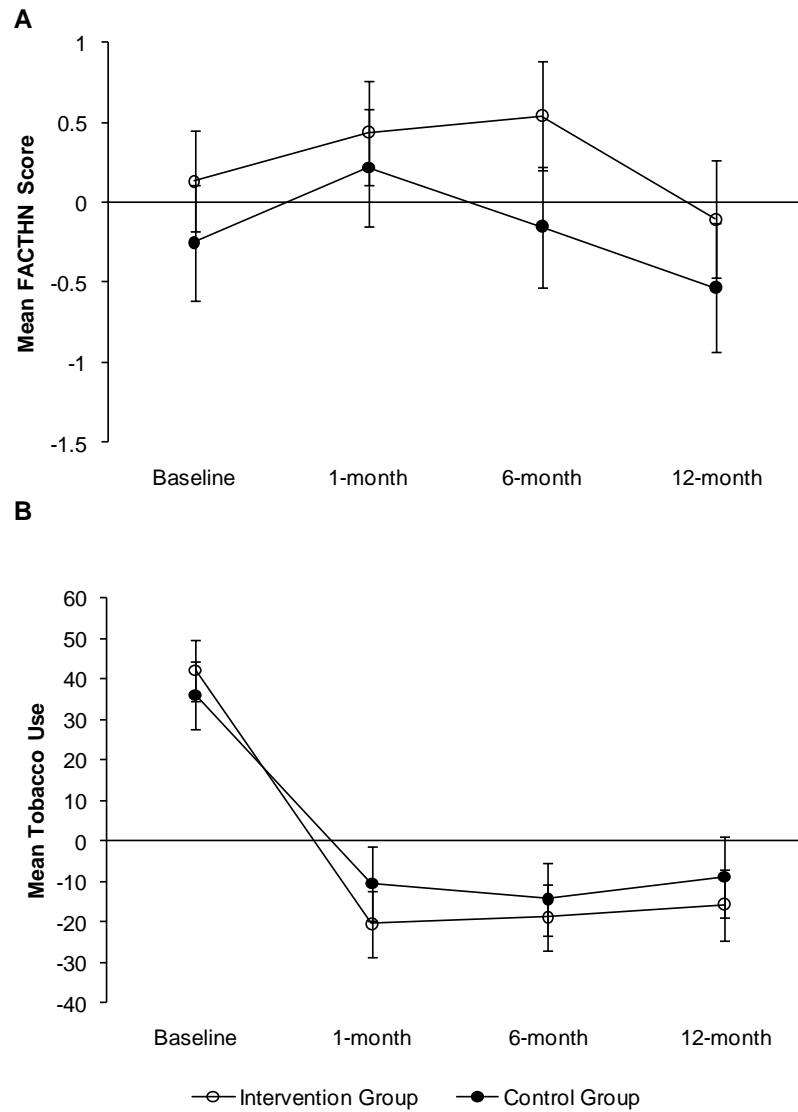 A
Mean FACTHN Score
1
0.5
0
-0.5
-1
-1.5
Baseline 1-month 6-month 12-month
B
Mean Tobacco Use
60
50
40
30
20
10
0
-10
-20
-30
-40
Baseline 1-month 6-month 12-month
Intervention Group Control Group